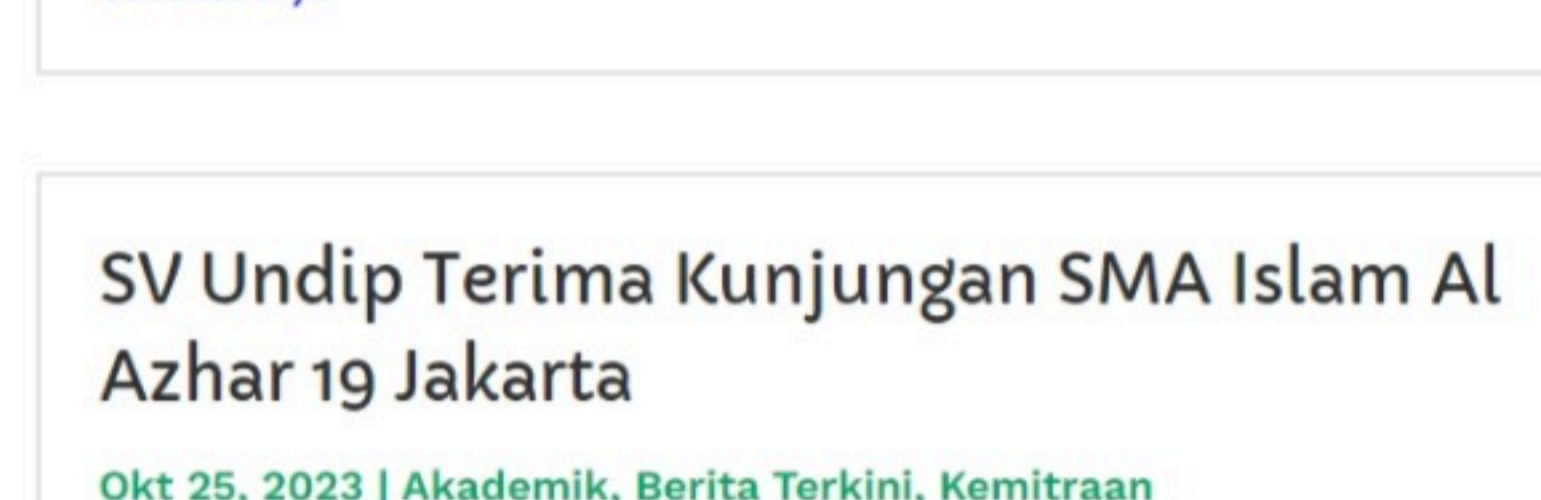 SV Undip Terima Kunjungan SMA Islam Al
Azhar 19 Jakarta
Okt 25, 2023 | Akademik, Berita Terkini, Kemitraan